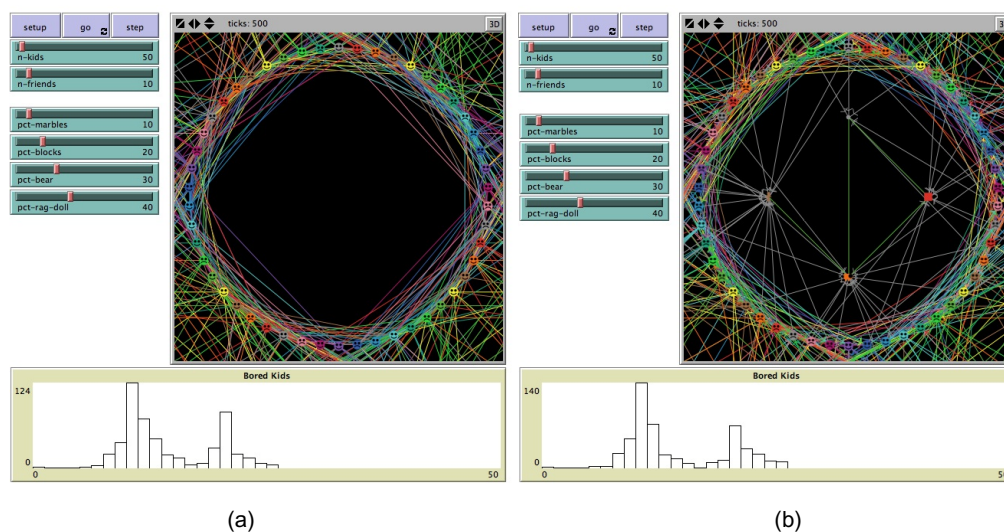 setup go step
n-kids 50
n-friends 10
pct-marbles 10
pct-blocks 20
pct-bear 30
pct-rag-doll 40
ticks: 500 3D
Bored Kids
124
0
0 50
(a)
setup go step
n-kids 50
n-friends 10
pct-marbles 10
pct-blocks 20
pct-bear 30
pct-rag-doll 40
ticks: 500 3D
Bored Kids
140
0
0
(b)